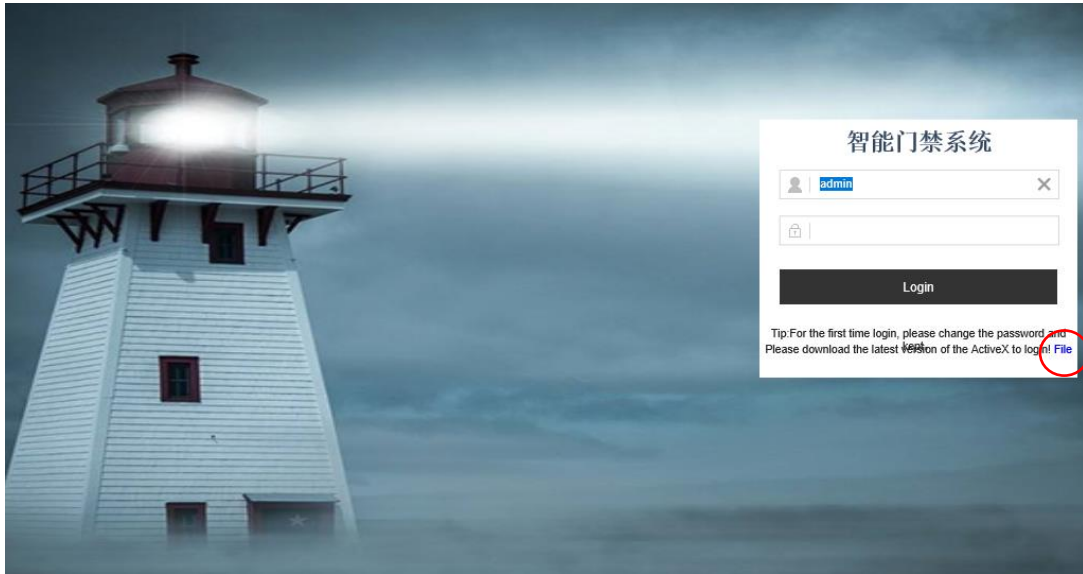 智能门禁系统
admin
Login
Tip:For the first time login, please change the password and
kept.
Please download the latest version of the ActiveX to login! File